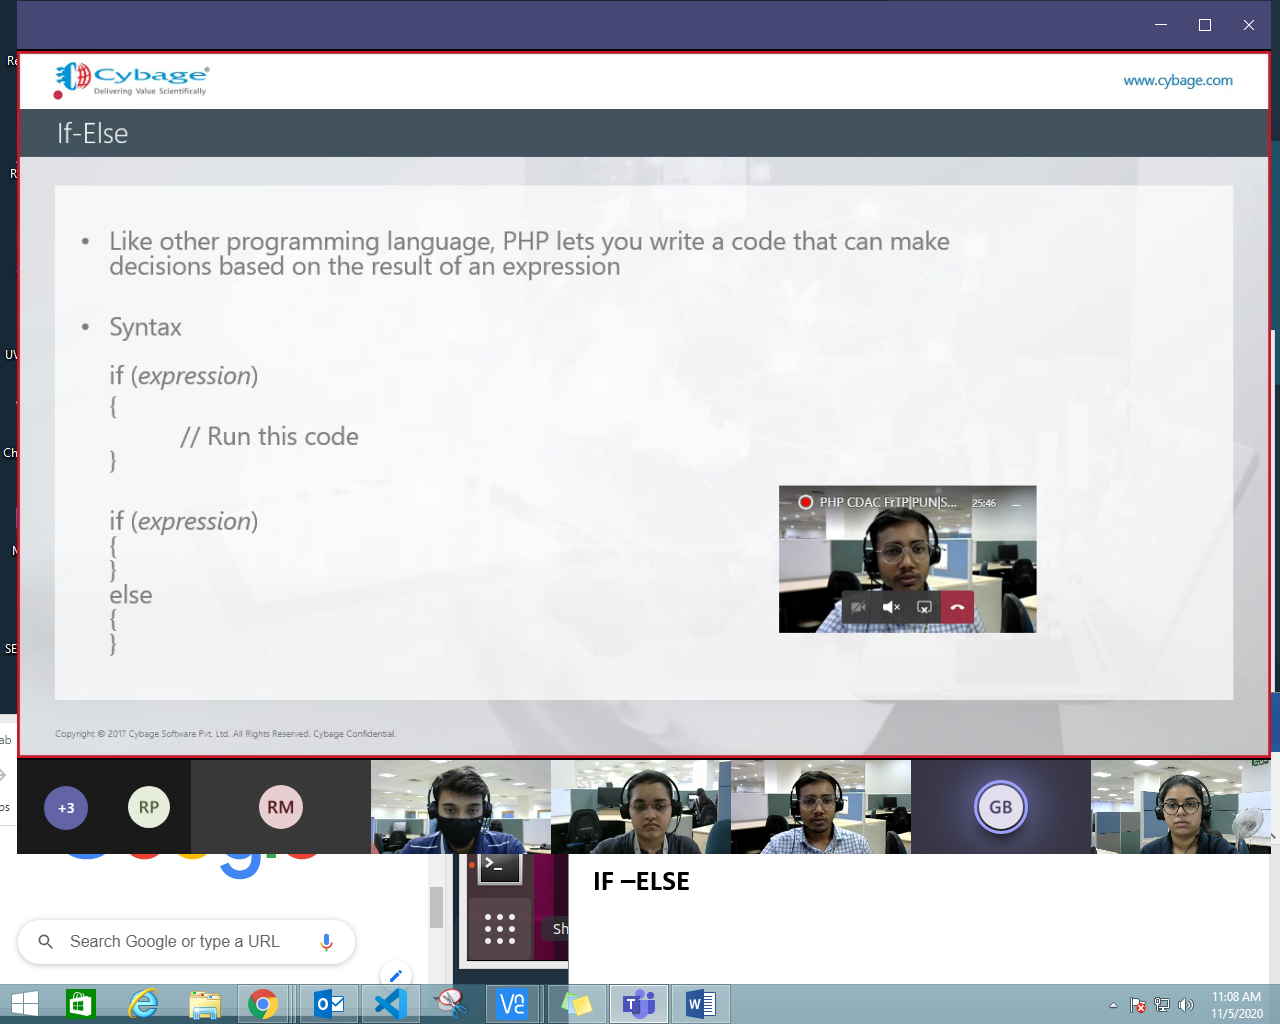 Cybage
Delivering Value Scientifically
www.cybage.com
If-Else
• Like other programming language, PHP lets you write a code that can make
decisions based on the result of an expression
• Syntax
if (expression)
{
// Run this code
}
if (expression)
{
}
else
{
}
PHP CDAC FrTP|PUN|S... 25:46
Copyright © 2017 Cybage Software Pvt. Ltd. All Rights Reserved. Cybage Confidential.
+3 RP RM GB
IF –ELSE
Search Google or type a URL
Sh
11:08 AM
11/5/2020